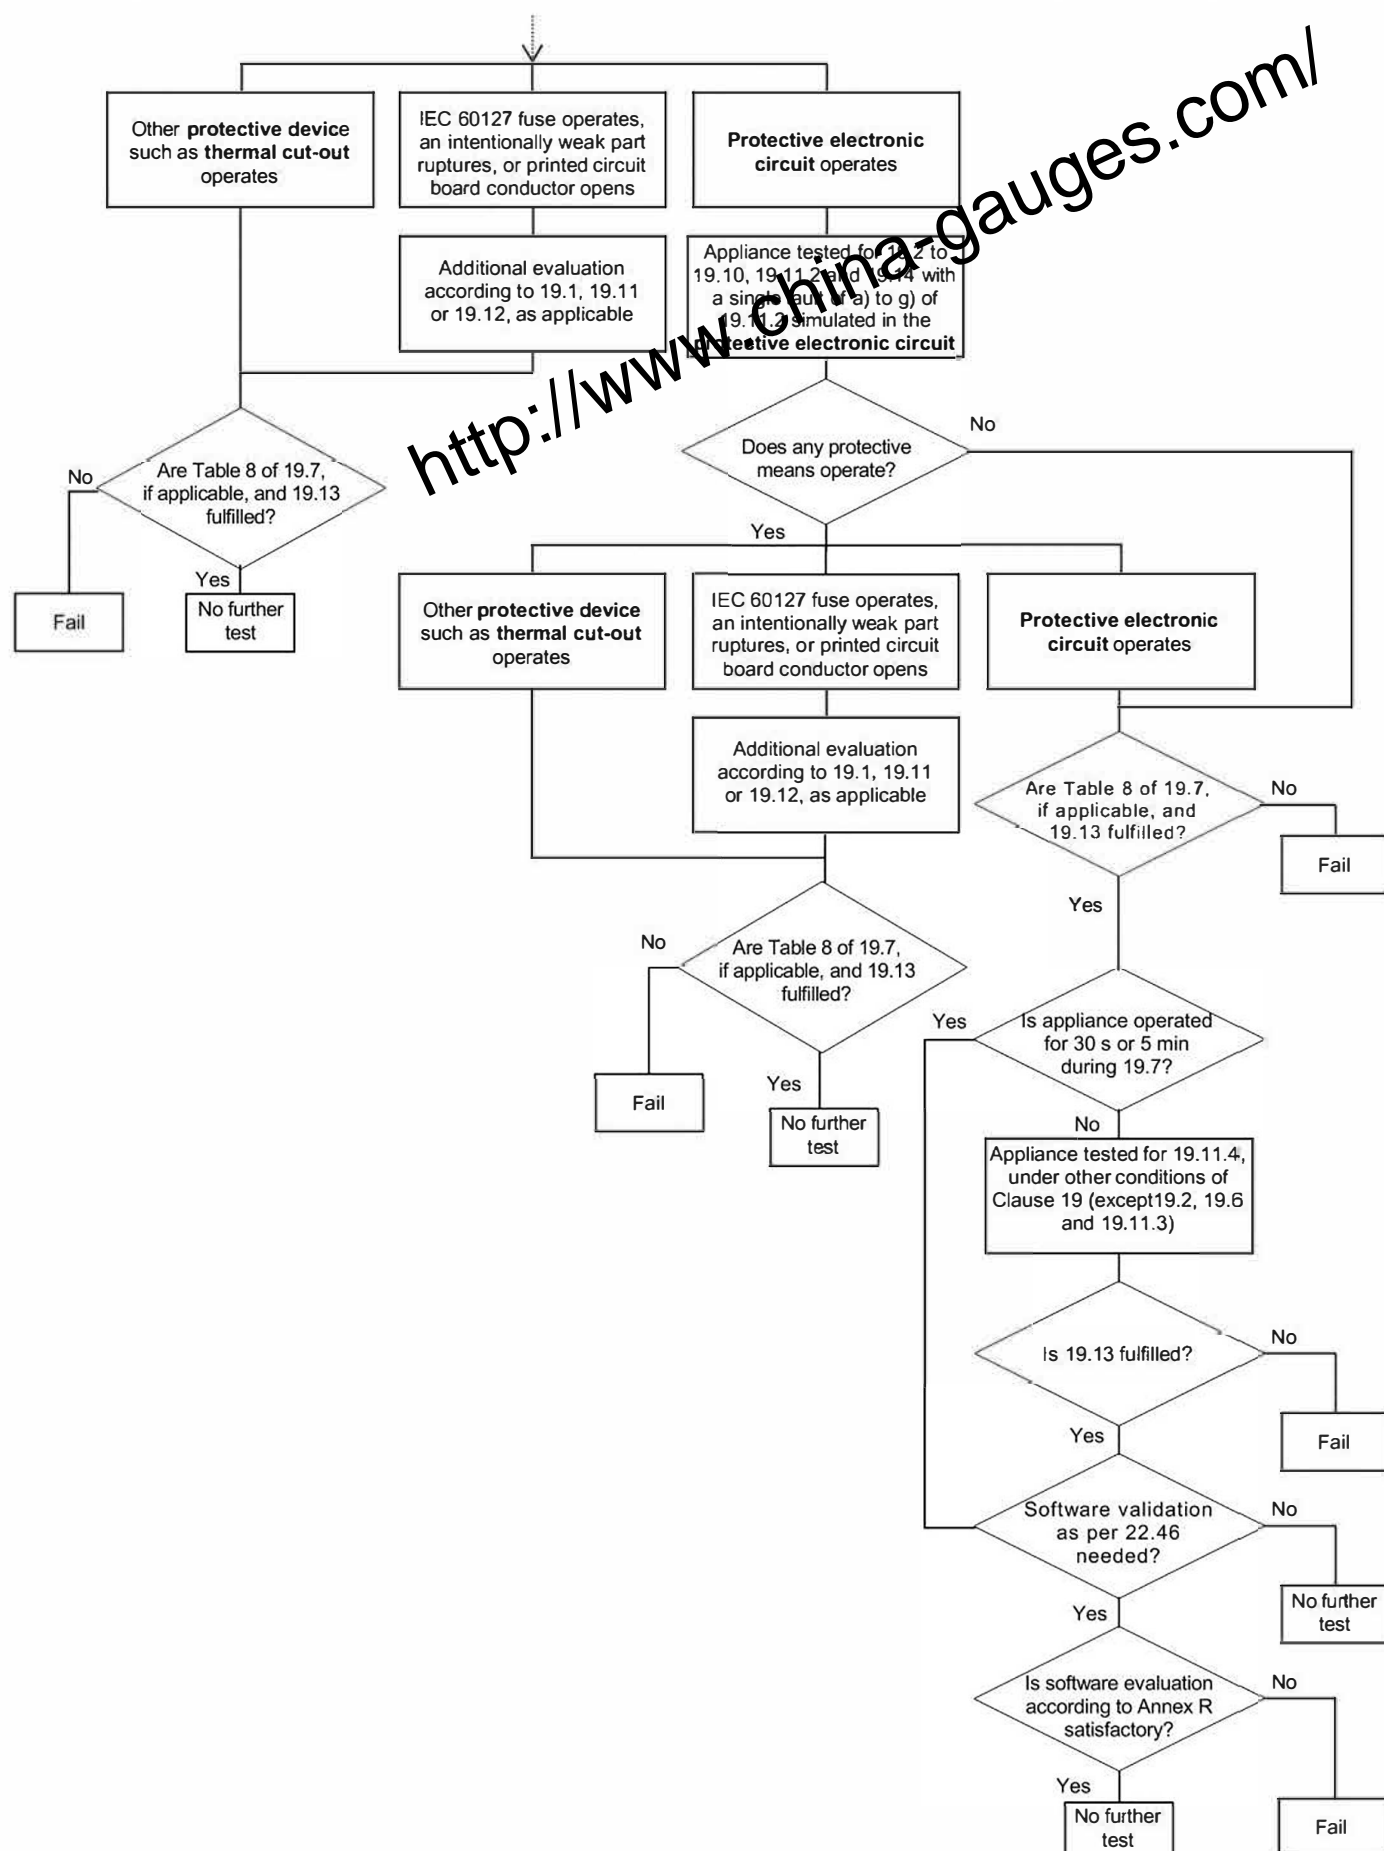 http://www.china-gauges.com/
Other protective device
such as thermal cut-out
operates
IEC 60127 fuse operates,
an intentionally weak part
ruptures, or printed circuit
board conductor opens
Protective electronic
circuit operates
Additional evaluation
according to 19.1, 19.11
or 19.12, as applicable
Appliance tested for 19.2 to
19.10, 19.11.2 and 19.14 with
a single fault of a) to g) of
19.11.2 simulated in the
protective electronic circuit
Are Table 8 of 19.7,
if applicable, and 19.13
fulfilled?
No
Yes
Fail
No further
test
Does any protective
means operate?
No
Yes
Other protective device
such as thermal cut-out
operates
IEC 60127 fuse operates,
an intentionally weak part
ruptures, or printed circuit
board conductor opens
Protective electronic
circuit operates
Additional evaluation
according to 19.1, 19.11
or 19.12, as applicable
Are Table 8 of 19.7,
if applicable, and
19.13 fulfilled?
No
Fail
Yes
Are Table 8 of 19.7,
if applicable, and 19.13
fulfilled?
No
Fail
Yes
No further
test
Is appliance operated
for 30 s or 5 min
during 19.7?
Yes
No
Appliance tested for 19.11.4,
under other conditions of
Clause 19 (except19.2, 19.6
and 19.11.3)
Is 19.13 fulfilled?
No
Fail
Yes
Software validation
as per 22.46
needed?
No
No further
test
Yes
Is software evaluation
according to Annex R
satisfactory?
No
Fail
Yes
No further
test